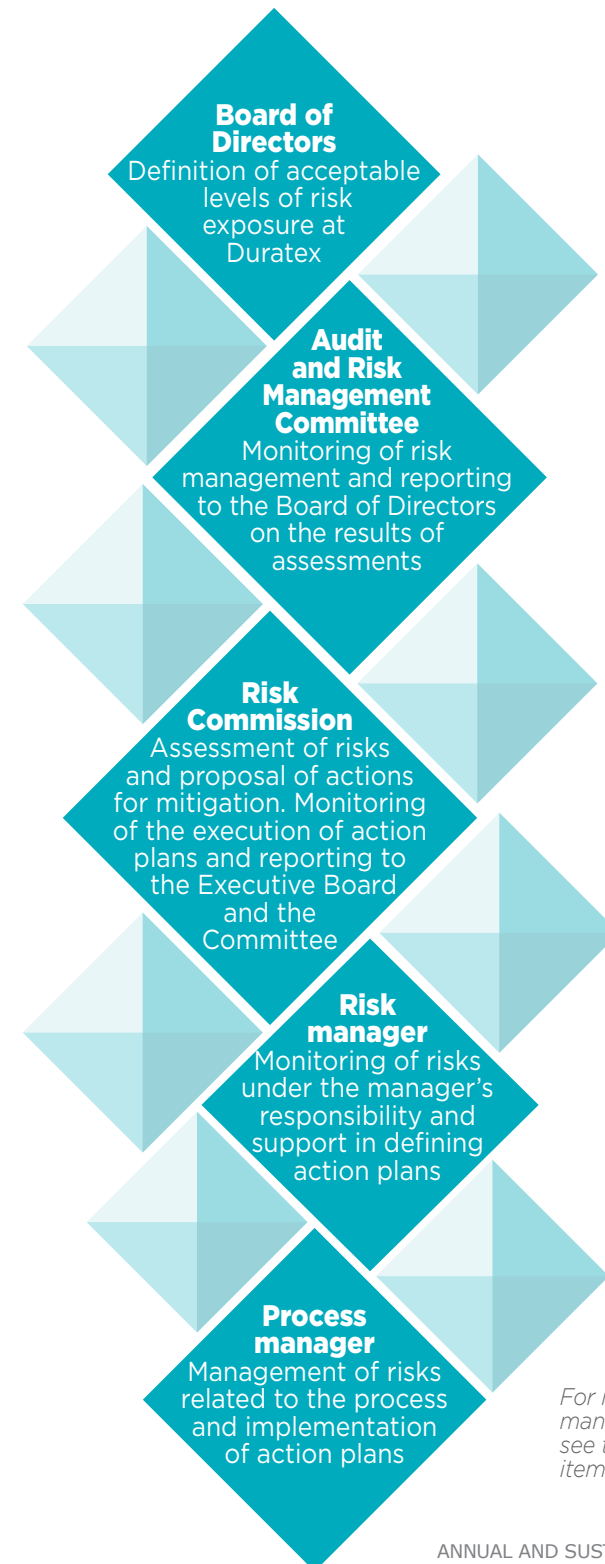 Board of
Directors
Definition of acceptable
levels of risk
exposure at
Duratex
Audit
and Risk
Management
Committee
Monitoring of risk
management and reporting
to the Board of Directors
on the results of
assessments
Risk
Commission
Assessment of risks
and proposal of actions
for mitigation. Monitoring
of the execution of action
plans and reporting to
the Executive Board
and the
Committee
Risk
manager
Monitoring of risks
under the manager’s
responsibility and
support in defining
action plans
Process
manager
Management of risks
related to the process
and implementation
of action plans
For
see
item
ANNUAL AND